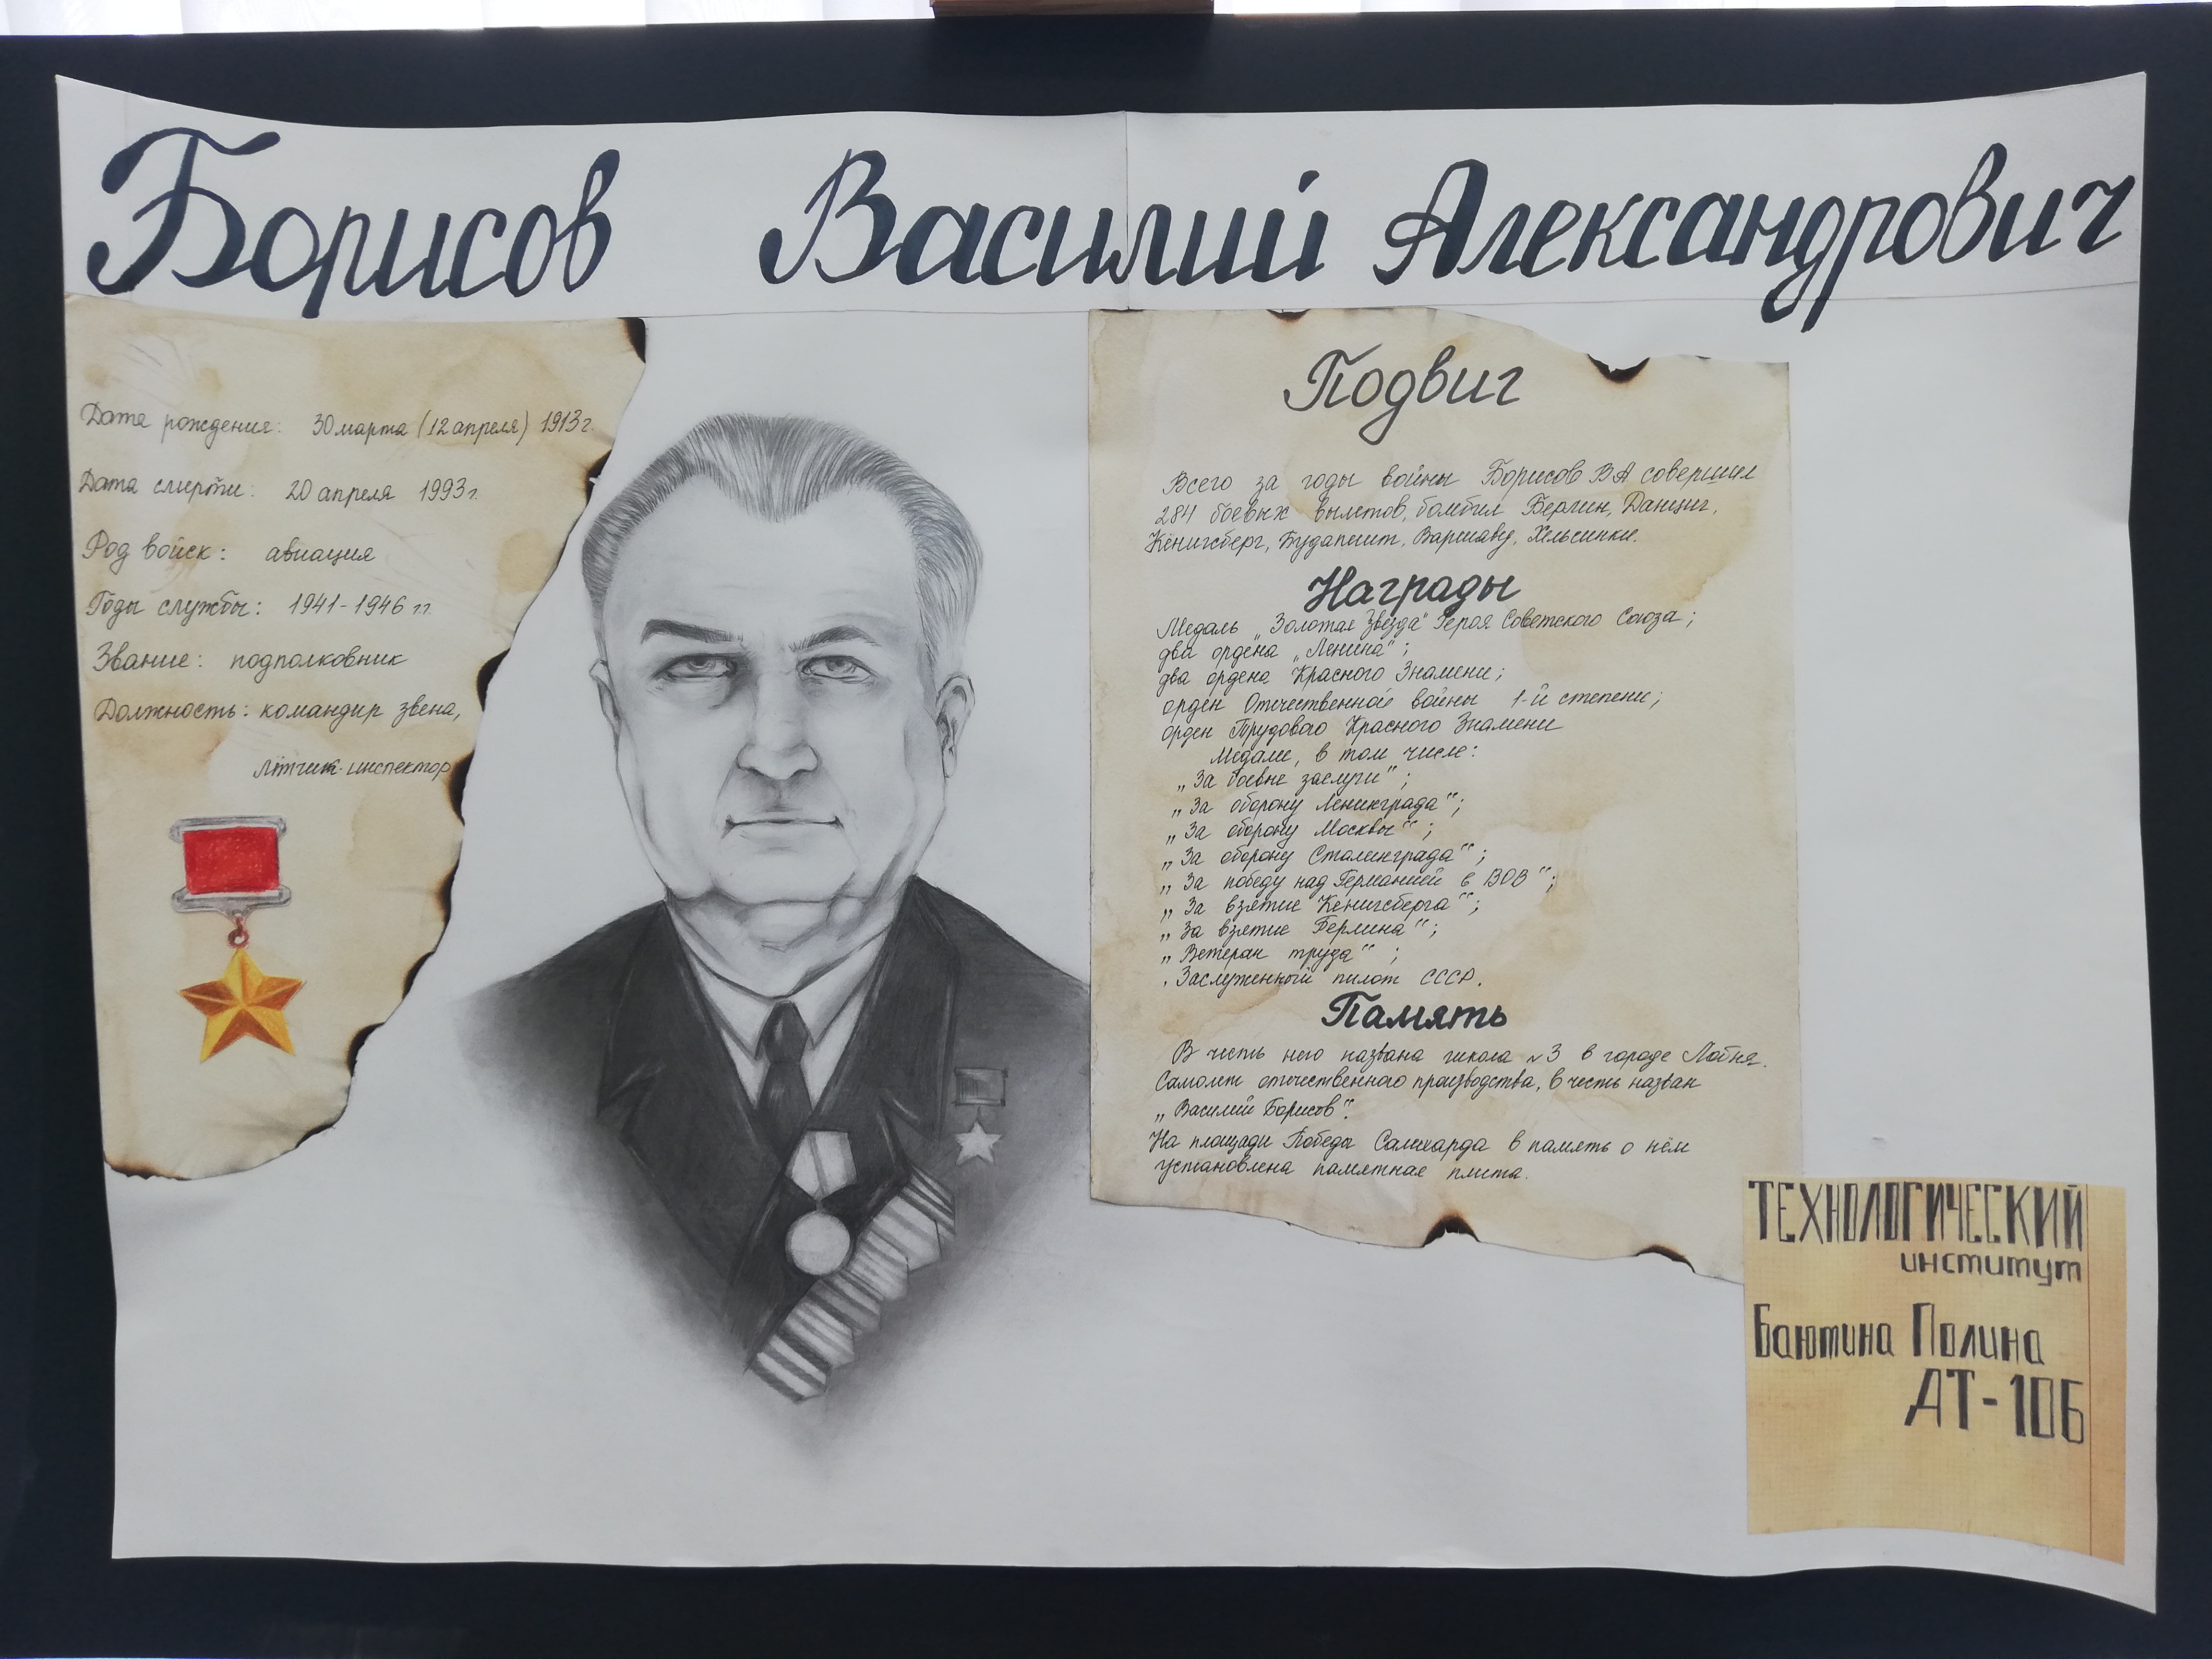 Борисов Василий Александрович
Дата рождения: 30 марта (12 апреля) 1913 г.
Дата смерти: 20 апреля 1993 г.
Род войск: авиация
Годы службы: 1941-1946 гг.
Звание: подполковник
Должность: командир звена,
лётчик-инспектор
Подвиг
Всего за годы войны Борисов ВА совершил
284 боевых вылетов, бомбил Берлин, Данциг,
Кёнигсберг, Будапешт, Варшаву, Хельсинки.
Награды
Медаль „Золотая Звезда" Героя Советского Союза;
два ордена „Ленина";
два ордена Красного Знамени;
орден Отечественной войны 1-й степени;
орден Трудового Красного Знамени
Медали, в том числе:
„За боевые заслуги";
„За оборону Ленинграда";
„За оборону Москвы";
„За оборону Сталинграда";
„За победу над Германией в ВОВ";
„За взятие Кенигсберга";
„За взятие Берлина";
„Ветеран труда";
Заслуженный пилот СССР.
Память
В честь него названа школа №3 в городе Лобня.
Самолет отечественного производства, в честь назван
„Василий Борисов".
На площади Победы Салехарда в память о нём
установлена памятная плита.
ТЕХНОЛОГИЧЕСКИЙ
институт
Баютина Полина
АТ-10Б